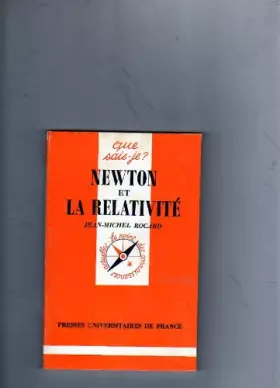 que
sais-je?
NEWTON
ET
LA RELATIVITÉ
JEAN-MICHEL ROCARD
PRESSES UNIVERSITAIRES DE FRANCE